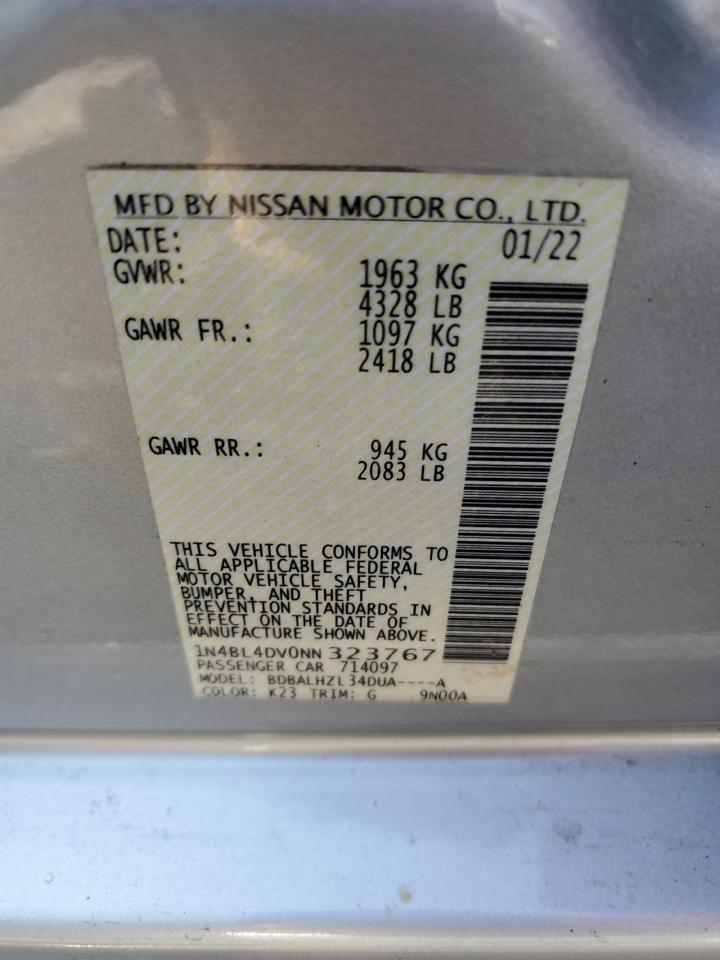 MFD BY NISSAN MOTOR CO., LTD.
DATE: 01/22
GVWR: 1963 KG
4328 LB
GAWR FR.: 1097 KG
2418 LB
GAWR RR.: 945 KG
2083 LB
THIS VEHICLE CONFORMS TO
ALL APPLICABLE FEDERAL
MOTOR VEHICLE SAFETY,
BUMPER, AND THEFT
PREVENTION STANDARDS IN
EFFECT ON THE DATE OF
MANUFACTURE SHOWN ABOVE.
1N4BL4DV0NN323767
PASSENGER CAR 714097
MODEL: BDBALHZL34DUA----A
COLOR: K23 TRIM: G 9N00A